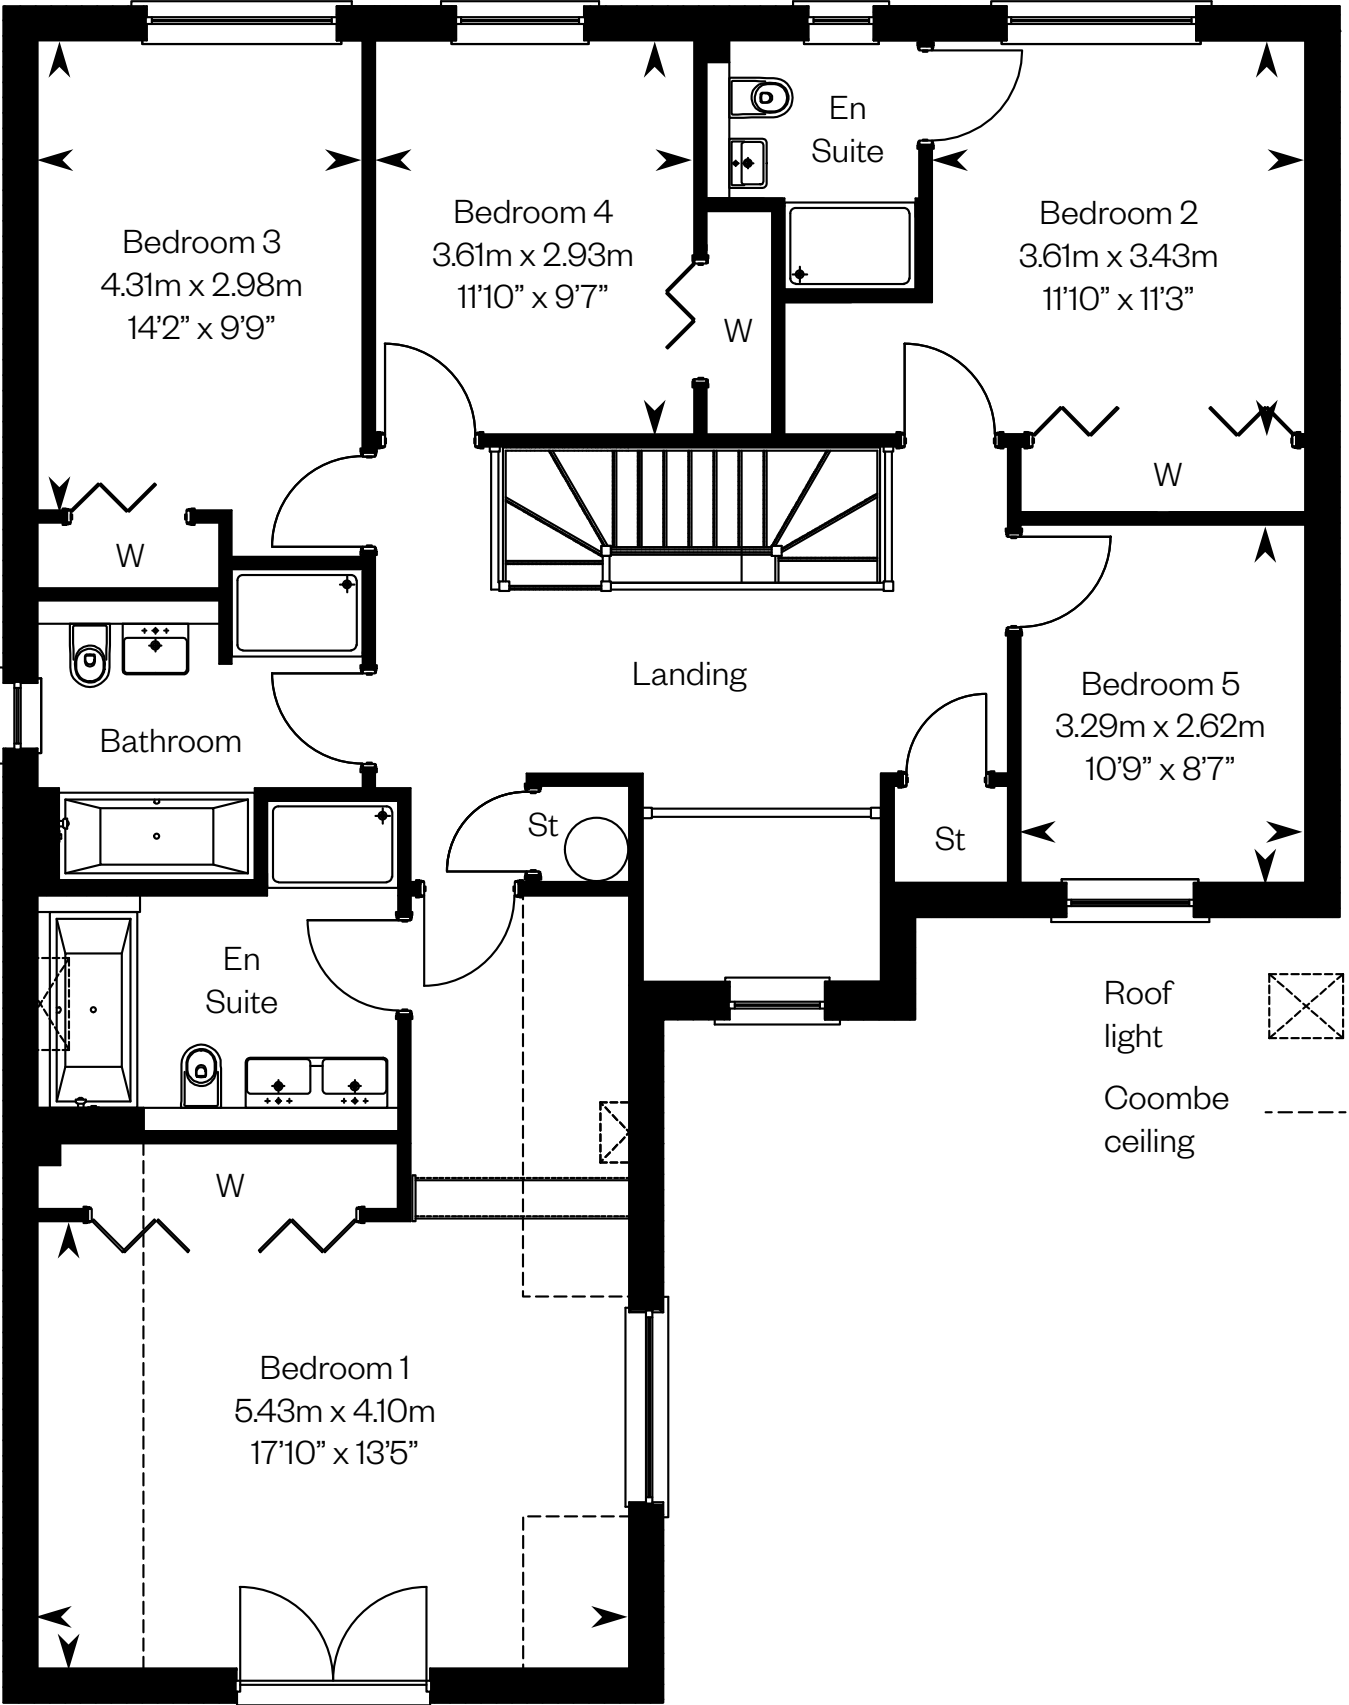 En
Suite
Bedroom 3
4.31m x 2.98m
14’2” x 9’9”
Bedroom 4
3.61m x 2.93m
11’10” x 9’7”
Bedroom 2
3.61m x 3.43m
11’10” x 11’3”
W
W
W
Landing
Bathroom
Bedroom 5
3.29m x 2.62m
10’9” x 8’7”
St
St
En
Suite
Roof
light
Coombe
ceiling
W
Bedroom 1
5.43m x 4.10m
17’10” x 13’5”